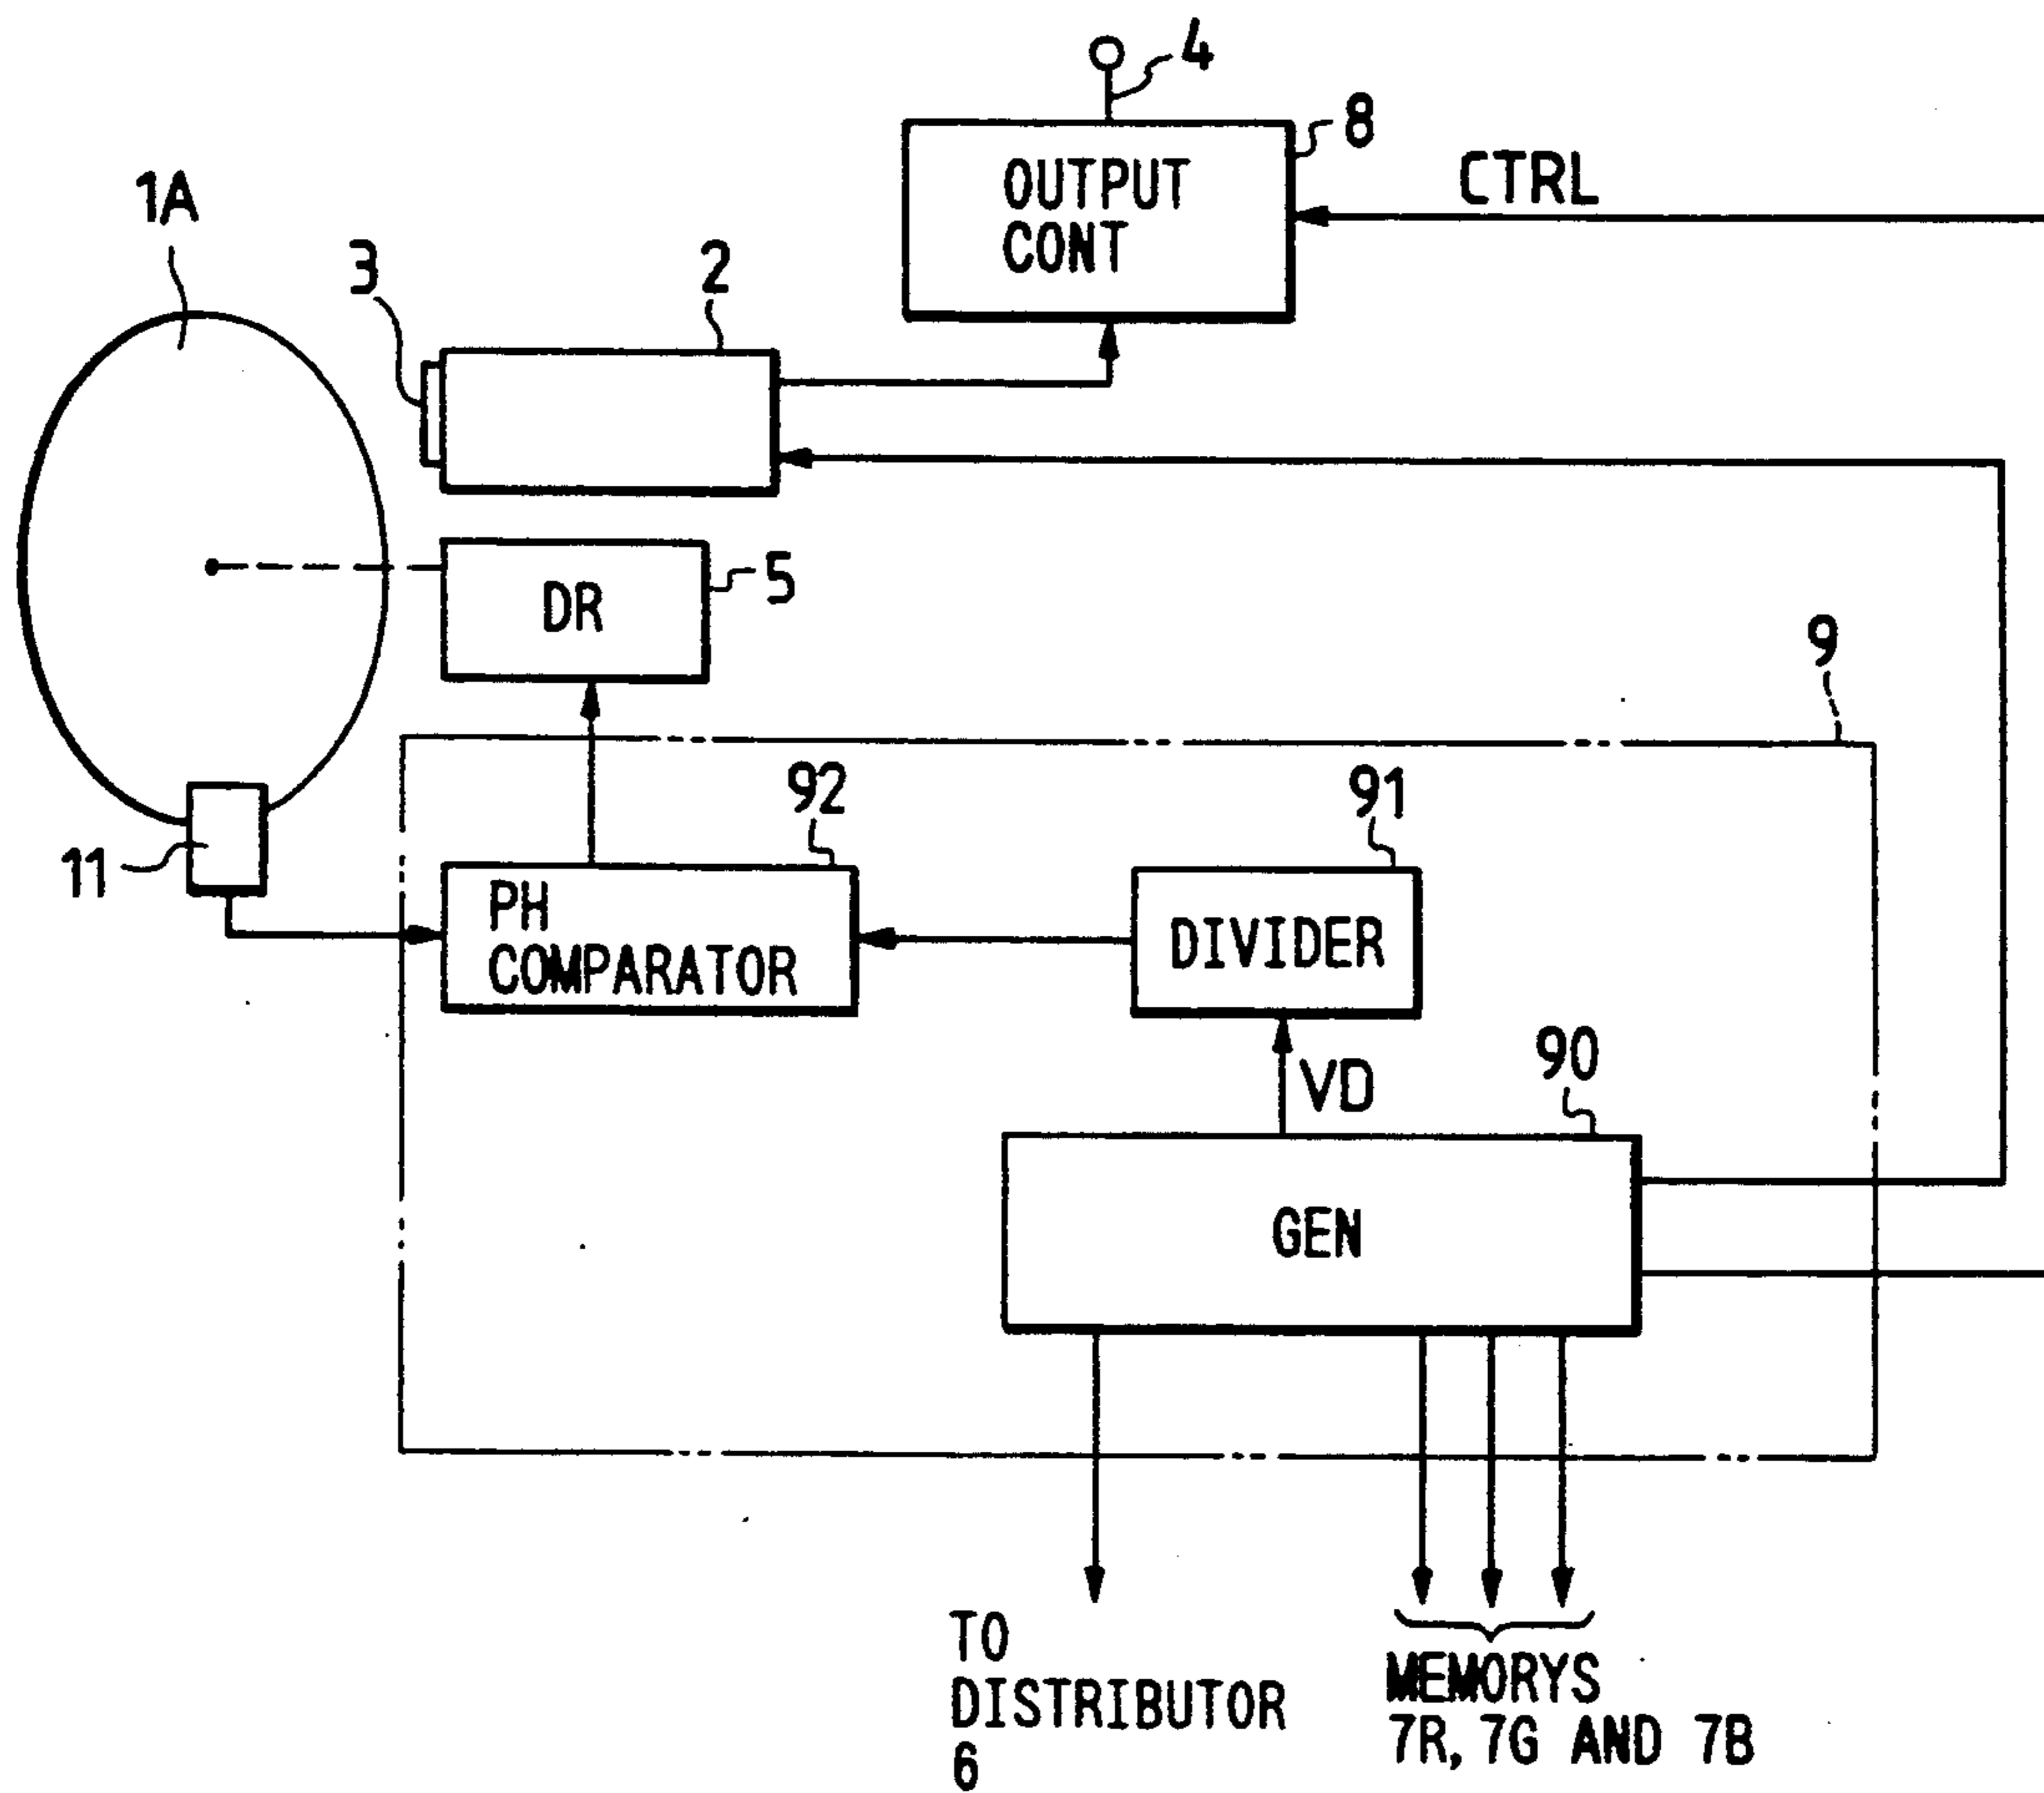 4
8
OUTPUT
CONT
CTRL
1A
3
2
DR
5
9
92
91
11
PH
COMPARATOR
DIVIDER
VD
90
GEN
TO
DISTRIBUTOR
6
MEMORYS
7R, 7G AND 7B